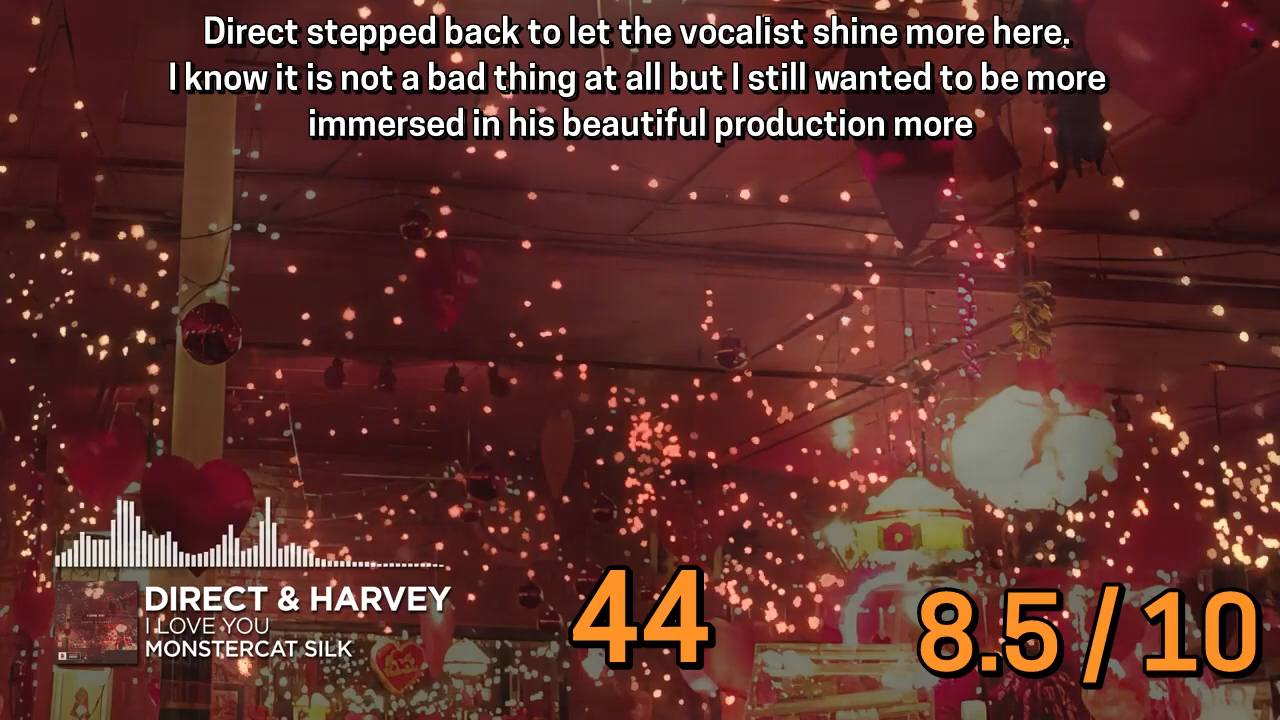 Direct stepped back to let the vocalist shine more here.
I know it is not a bad thing at all but I still wanted to be more
immersed in his beautiful production more
DIRECT & HARVEY
I LOVE YOU
MONSTERCAT SILK
44
8.5 / 10